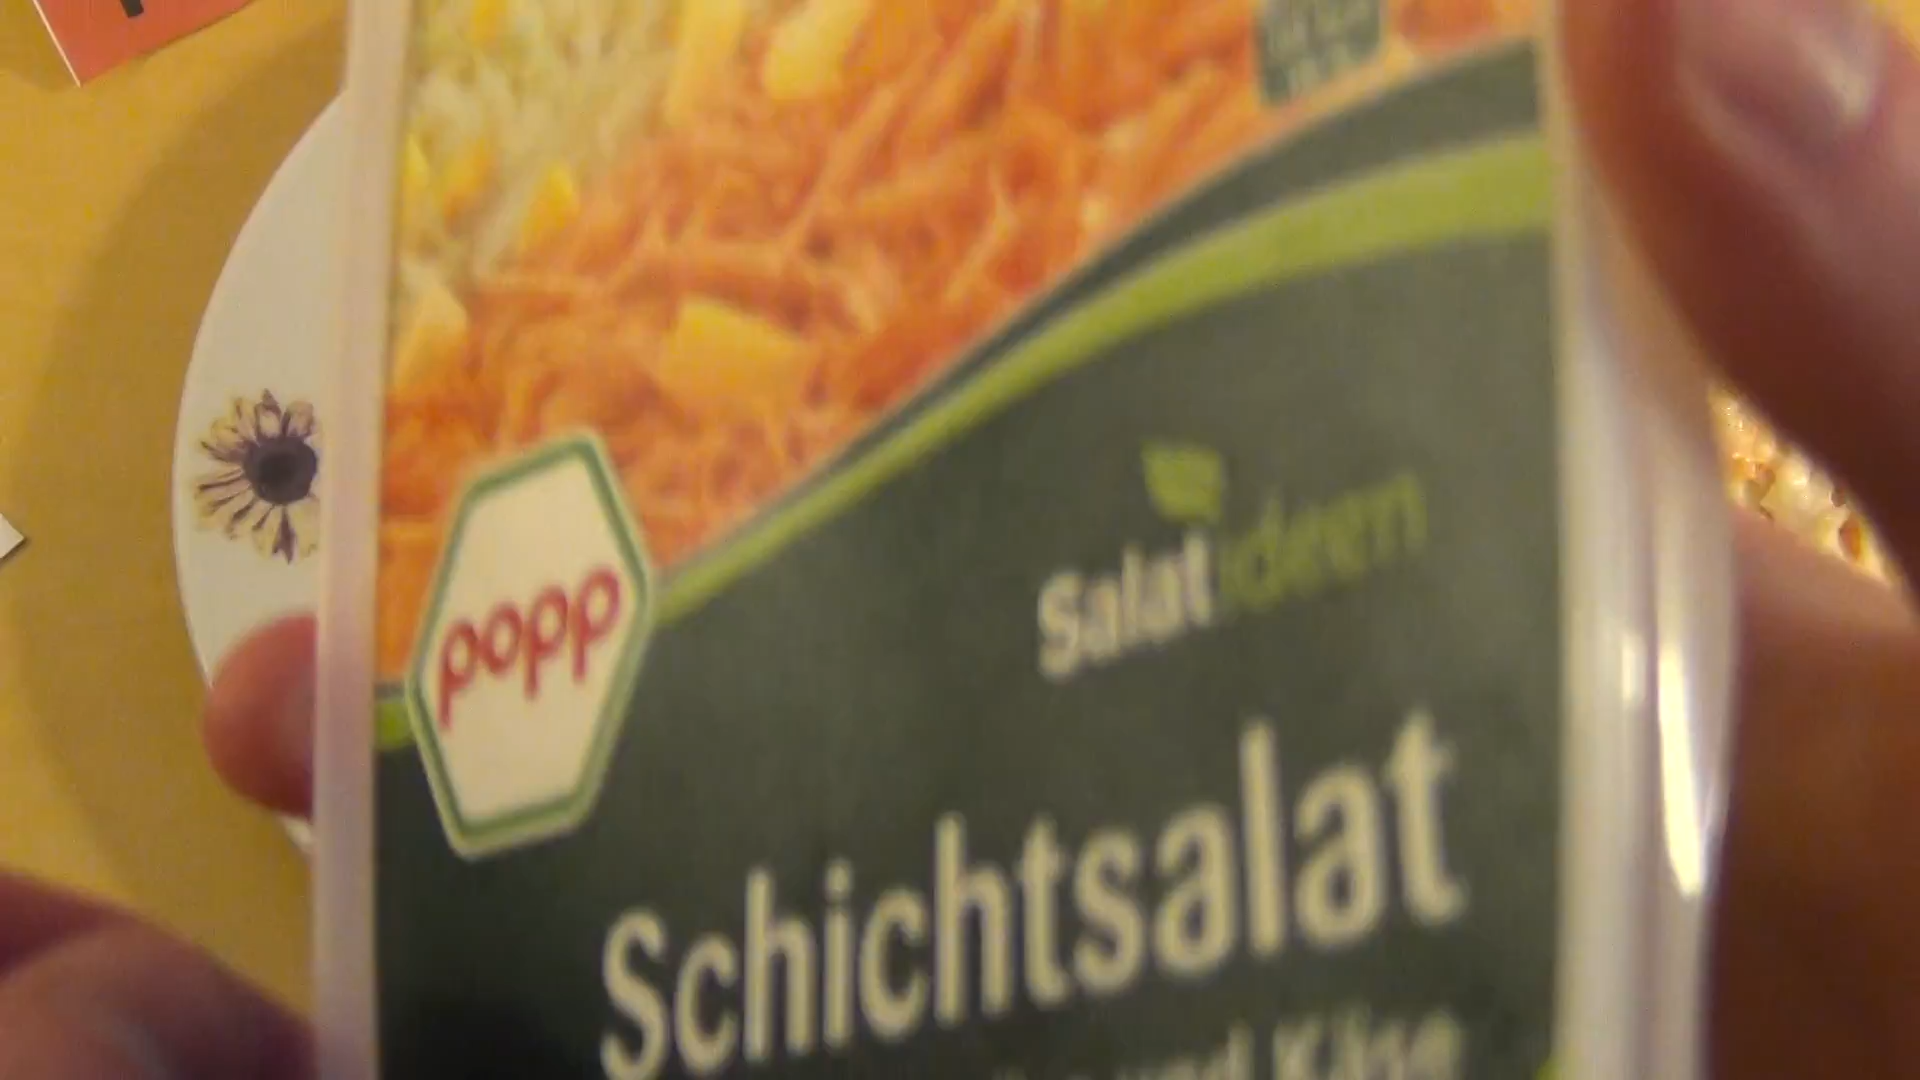 popp
Salatideen
Schichtsalat
und Käse